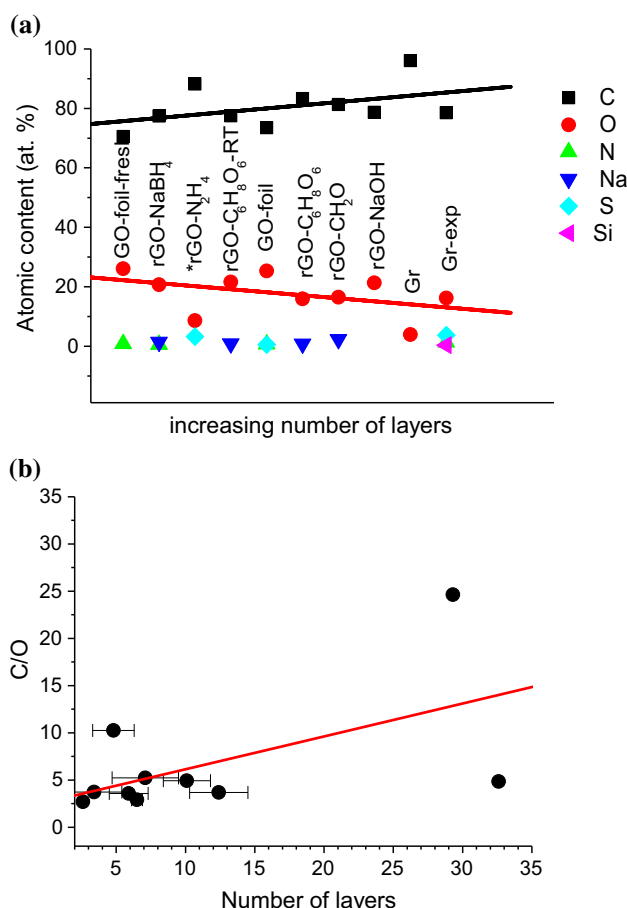 (a)
100
80
60
40
20
0
Atomic content (at. %)
GO-foil-fresh
rGO-NaBH4
*rGO-N2H4
rGO-C6H8O6-RT
GO-foil
rGO-C6H8O6
rGO-CH2O
rGO-NaOH
Gr
Gr-exp
C
O
N
Na
S
Si
increasing number of layers
(b)
35
30
25
20
15
10
5
0
C/O
5 10 15 20 25 30 35
Number of layers